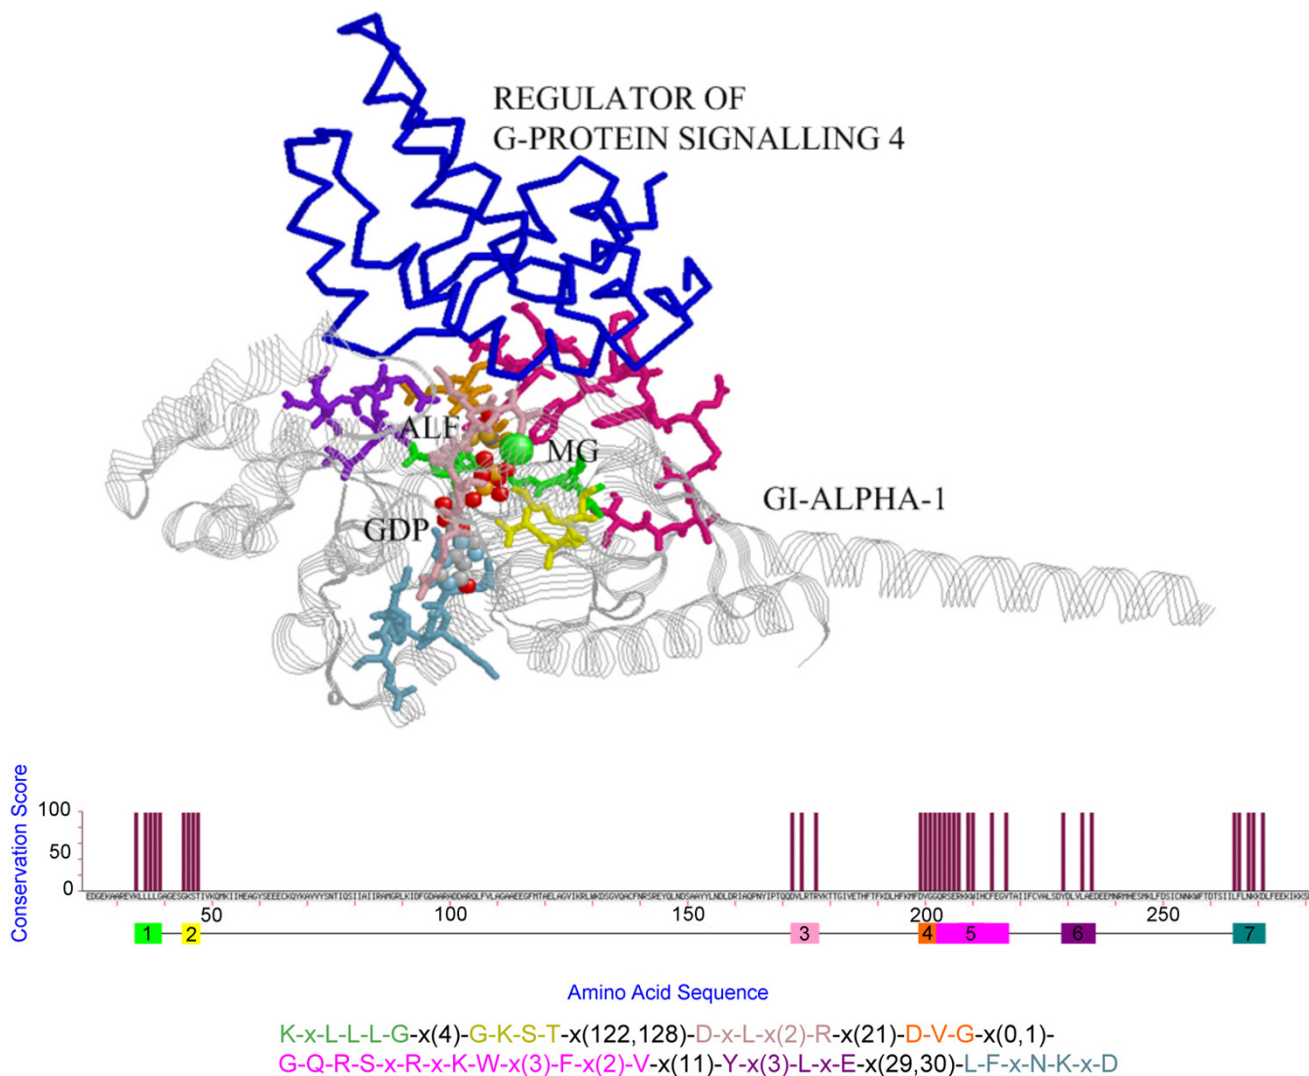 REGULATOR OF
G-PROTEIN SIGNALLING 4
ALF
MG
GI-ALPHA-1
GDP
Conservation Score
100
50
0
EDGEKAAREVKLLLLGAGESGKSTIVKQMKIIHEAGYSEEECKQYKAVVYSNTIQSIIAIIRAMGRLKIDFGDAARADDARQLFVLAGAAEEGFMTAELAGVIKRLWKDSGVQACFNRSREYQLNDSAAYYLNDLDRIAQPNYIPTQQDVLRTRVKTTGIVETHFTFKDLHFKMFDVGGQRSERKKWIHCFEGVTAIIFCVALSDYDLVLAEDEEMNRMHESMKLFDSICNNKWFTDTSIILFLNKKDLFEEKIKKS
50 100 150 200 250
1 2 3 4 5 6 7
Amino Acid Sequence
K-x-L-L-L-G-x(4)-G-K-S-T-x(122,128)-D-x-L-x(2)-R-x(21)-D-V-G-x(0,1)-
G-Q-R-S-x-R-x-K-W-x(3)-F-x(2)-V-x(11)-Y-x(3)-L-x-E-x(29,30)-L-F-x-N-K-x-D